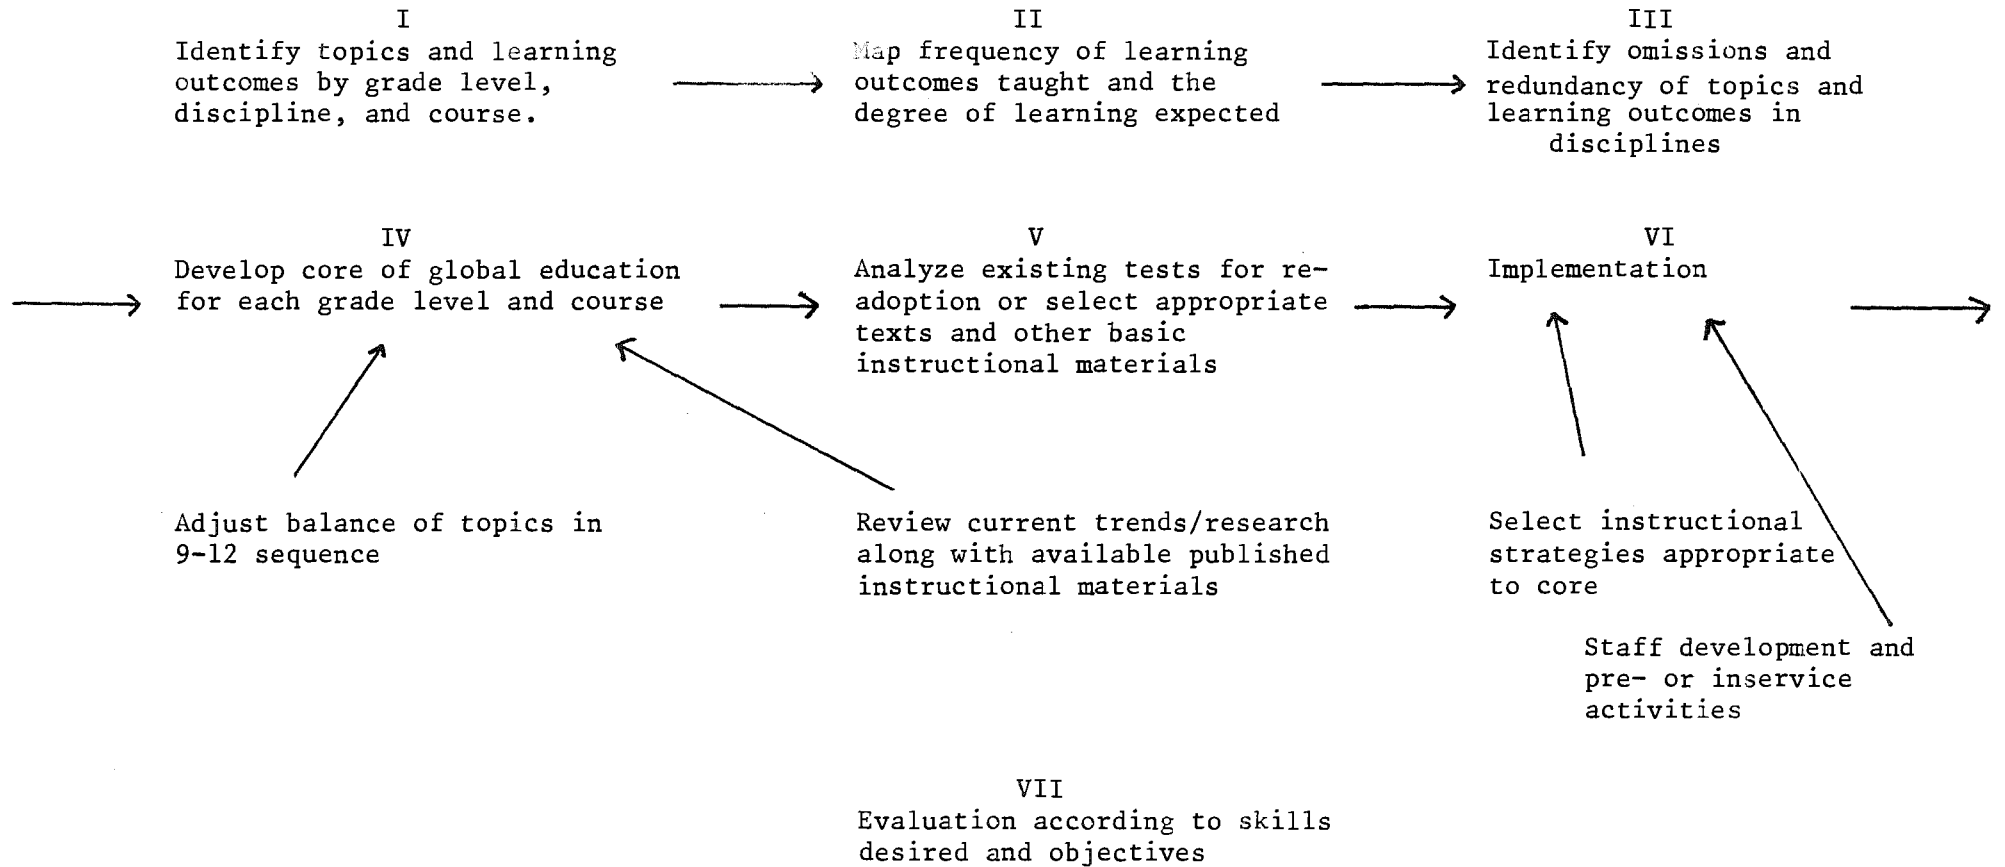 I
Identify topics and learning
outcomes by grade level,
discipline, and course.
II
Map frequency of learning
outcomes taught and the
degree of learning expected
III
Identify omissions and
redundancy of topics and
learning outcomes in
disciplines
IV
Develop core of global education
for each grade level and course
V
Analyze existing tests for re-
adoption or select appropriate
texts and other basic
instructional materials
VI
Implementation
Adjust balance of topics in
9-12 sequence
Review current trends/research
along with available published
instructional materials
Select instructional
strategies appropriate
to core
Staff development and
pre- or inservice
activities
VII
Evaluation according to skills
desired and objectives